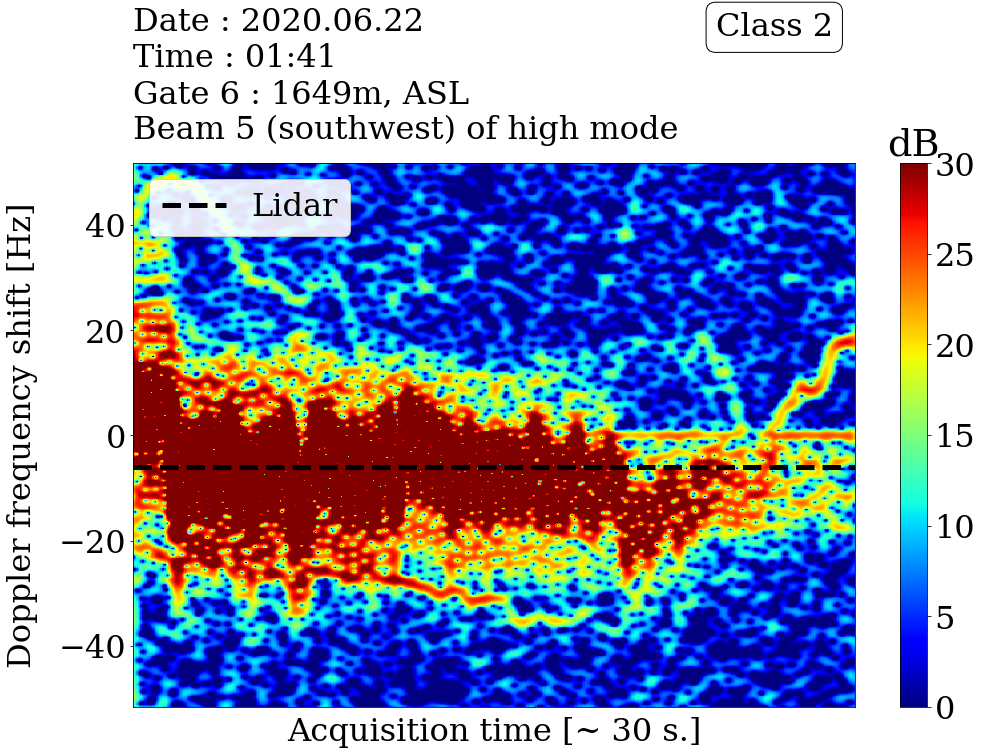 Date : 2020.06.22
Time : 01:41
Gate 6 : 1649m, ASL
Beam 5 (southwest) of high mode
Class 2
dB
Lidar
Doppler frequency shift [Hz]
40
20
0
−20
−40
30
25
20
15
10
5
0
Acquisition time [~ 30 s.]